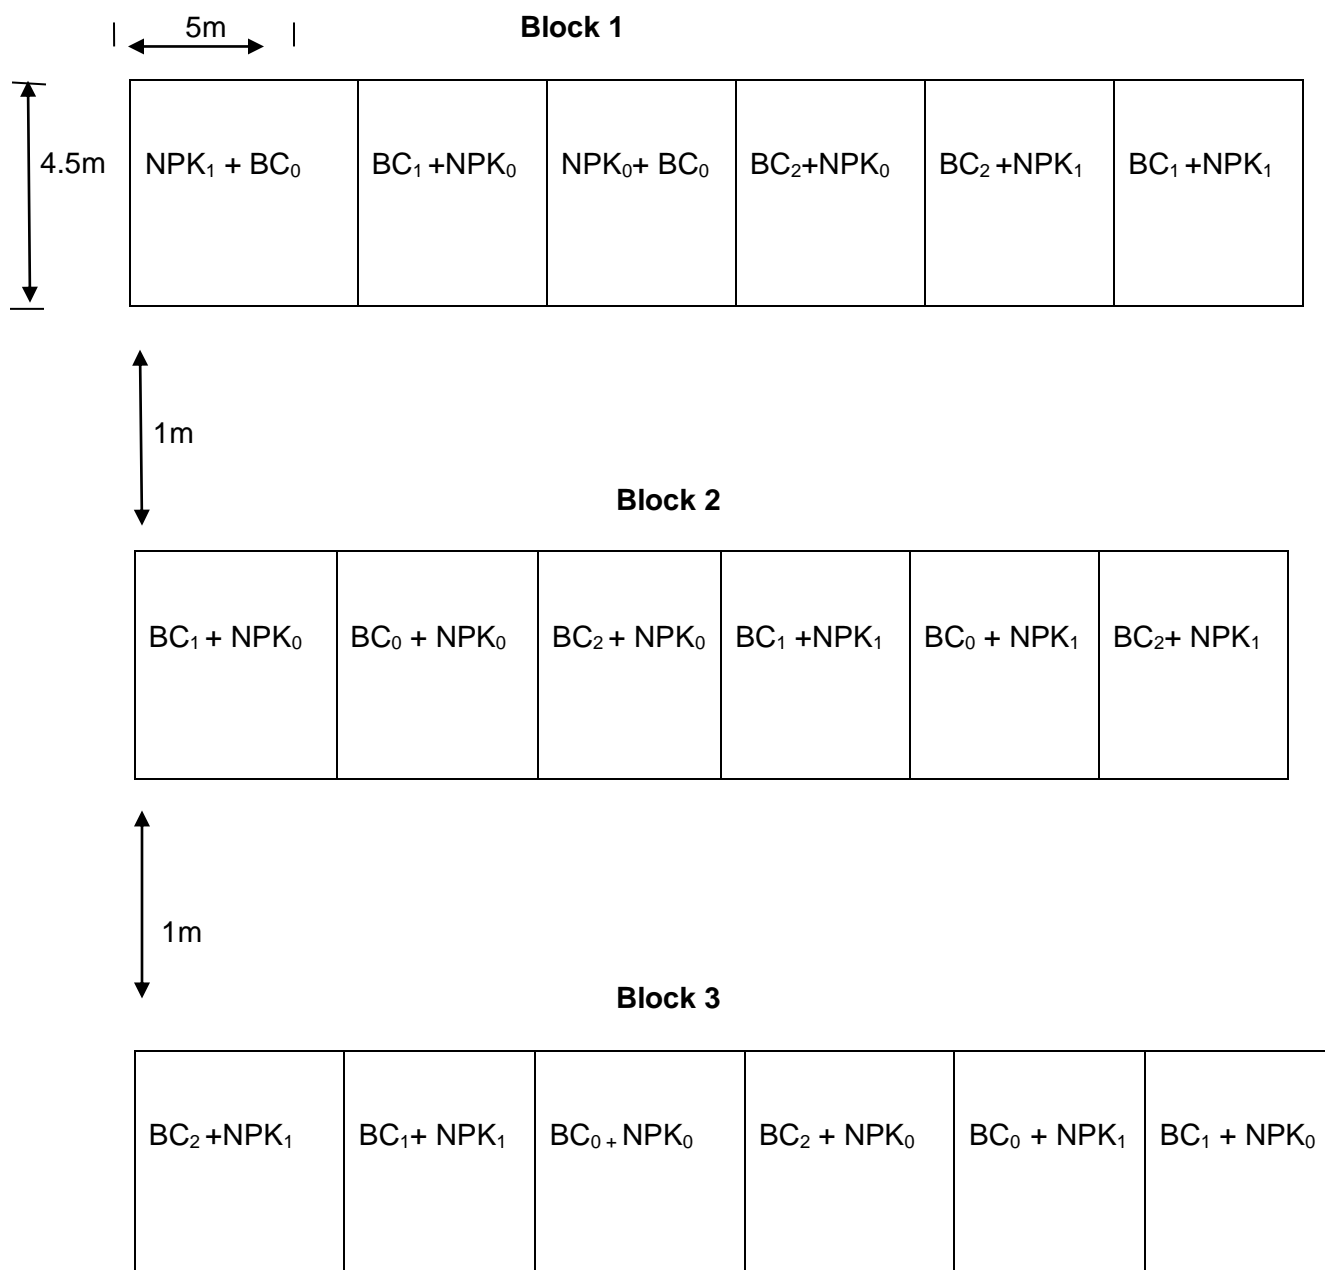 5m
Block 1
4.5m
NPK₁ + BC₀ BC₁ +NPK₀ NPK₀+ BC₀ BC₂+NPK₀ BC₂ +NPK₁ BC₁ +NPK₁
1m
Block 2
BC₁ + NPK₀ BC₀ + NPK₀ BC₂ + NPK₀ BC₁ +NPK₁ BC₀ + NPK₁ BC₂+ NPK₁
1m
Block 3
BC₂ +NPK₁ BC₁+ NPK₁ BC₀ ₊ NPK₀ BC₂ + NPK₀ BC₀ + NPK₁ BC₁ + NPK₀